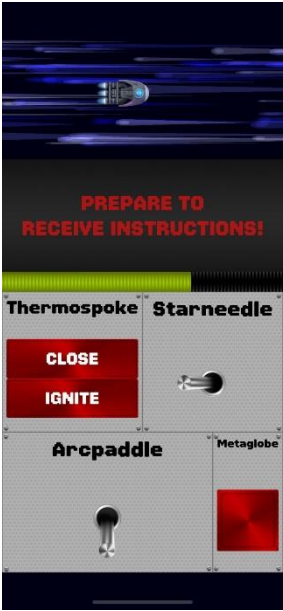 PREPARE TO
RECEIVE INSTRUCTIONS!
Thermospoke
Starneedle
CLOSE
IGNITE
Arcpaddle
Metaglobe